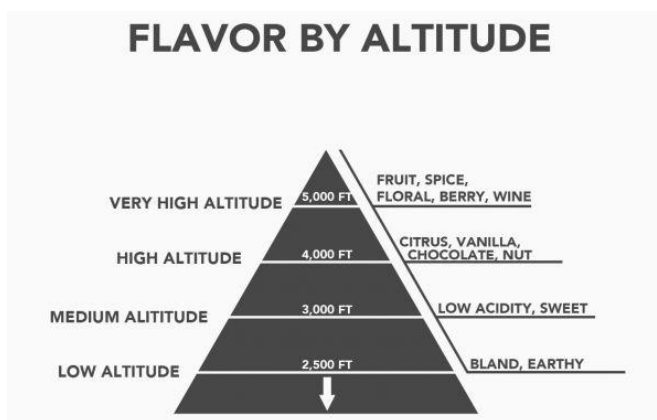 FLAVOR BY ALTITUDE
VERY HIGH ALTITUDE
5,000 FT
FRUIT, SPICE,
FLORAL, BERRY, WINE
HIGH ALTITUDE
4,000 FT
CITRUS, VANILLA,
CHOCOLATE, NUT
MEDIUM ALITITUDE
3,000 FT
LOW ACIDITY, SWEET
LOW ALTITUDE
2,500 FT
BLAND, EARTHY